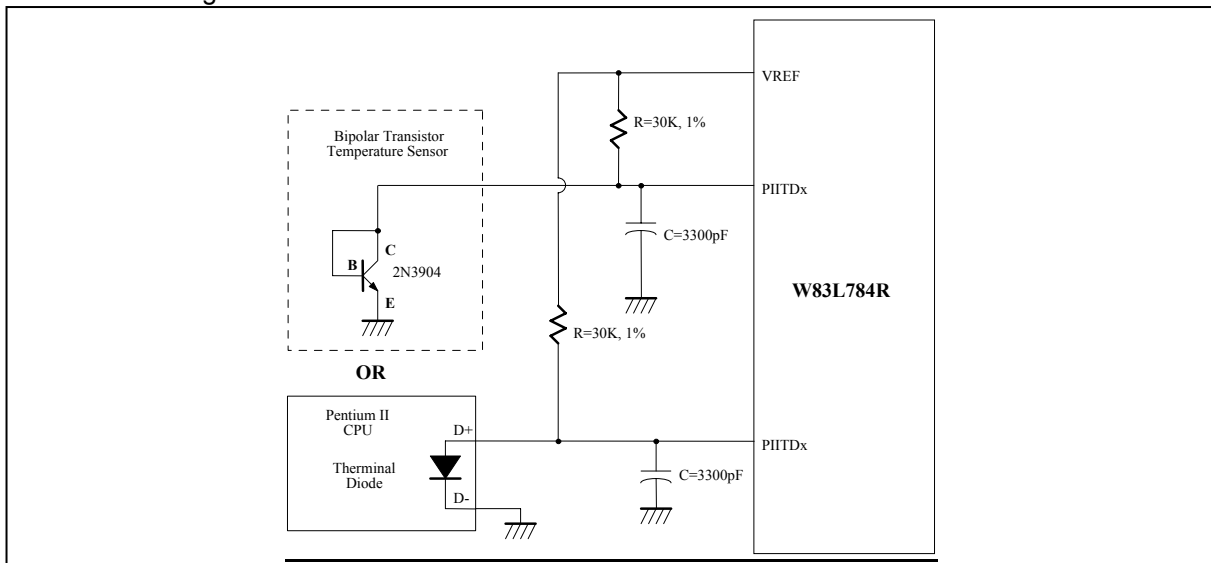 VREF
R=30K, 1%
Bipolar Transistor
Temperature Sensor
PIITDx
C=3300pF
C
B
2N3904
E
W83L784R
R=30K, 1%
OR
Pentium II
CPU
D+
PIITDx
Therminal
Diode
C=3300pF
D-